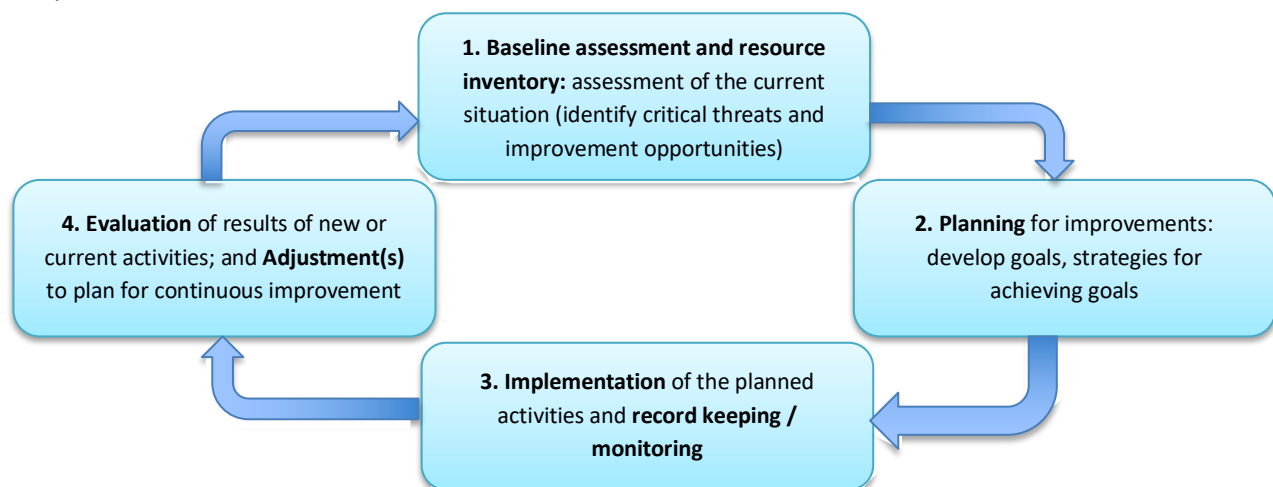 1. Baseline assessment and resource
inventory: assessment of the current
situation (identify critical threats and
improvement opportunities)
2. Planning for improvements:
develop goals, strategies for
achieving goals
3. Implementation of the planned
activities and record keeping /
monitoring
4. Evaluation of results of new or
current activities; and Adjustment(s)
to plan for continuous improvement